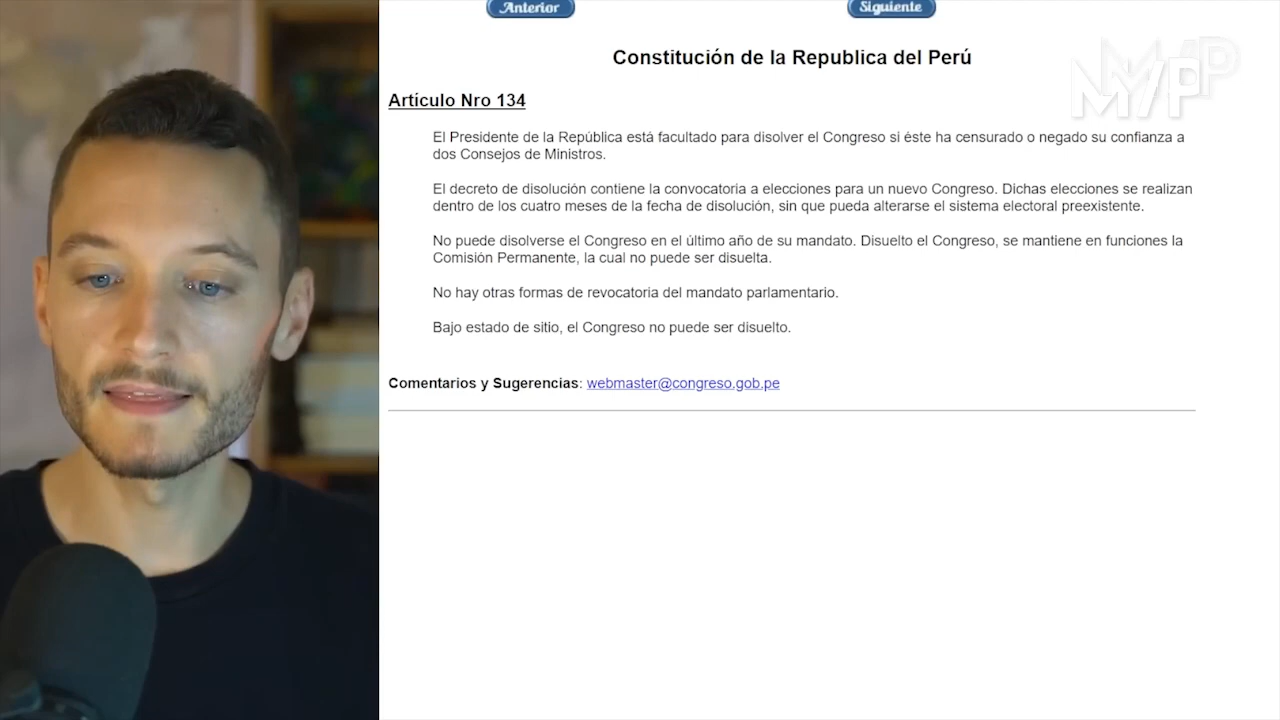 Anterior
Siguiente
Constitución de la Republica del Perú
M/P
Artículo Nro 134
El Presidente de la República está facultado para disolver el Congreso si éste ha censurado o negado su confianza a
dos Consejos de Ministros.
El decreto de disolución contiene la convocatoria a elecciones para un nuevo Congreso. Dichas elecciones se realizan
dentro de los cuatro meses de la fecha de disolución, sin que pueda alterarse el sistema electoral preexistente.
No puede disolverse el Congreso en el último año de su mandato. Disuelto el Congreso, se mantiene en funciones la
Comisión Permanente, la cual no puede ser disuelta.
No hay otras formas de revocatoria del mandato parlamentario.
Bajo estado de sitio, el Congreso no puede ser disuelto.
Comentarios y Sugerencias: webmaster@congreso.gob.pe